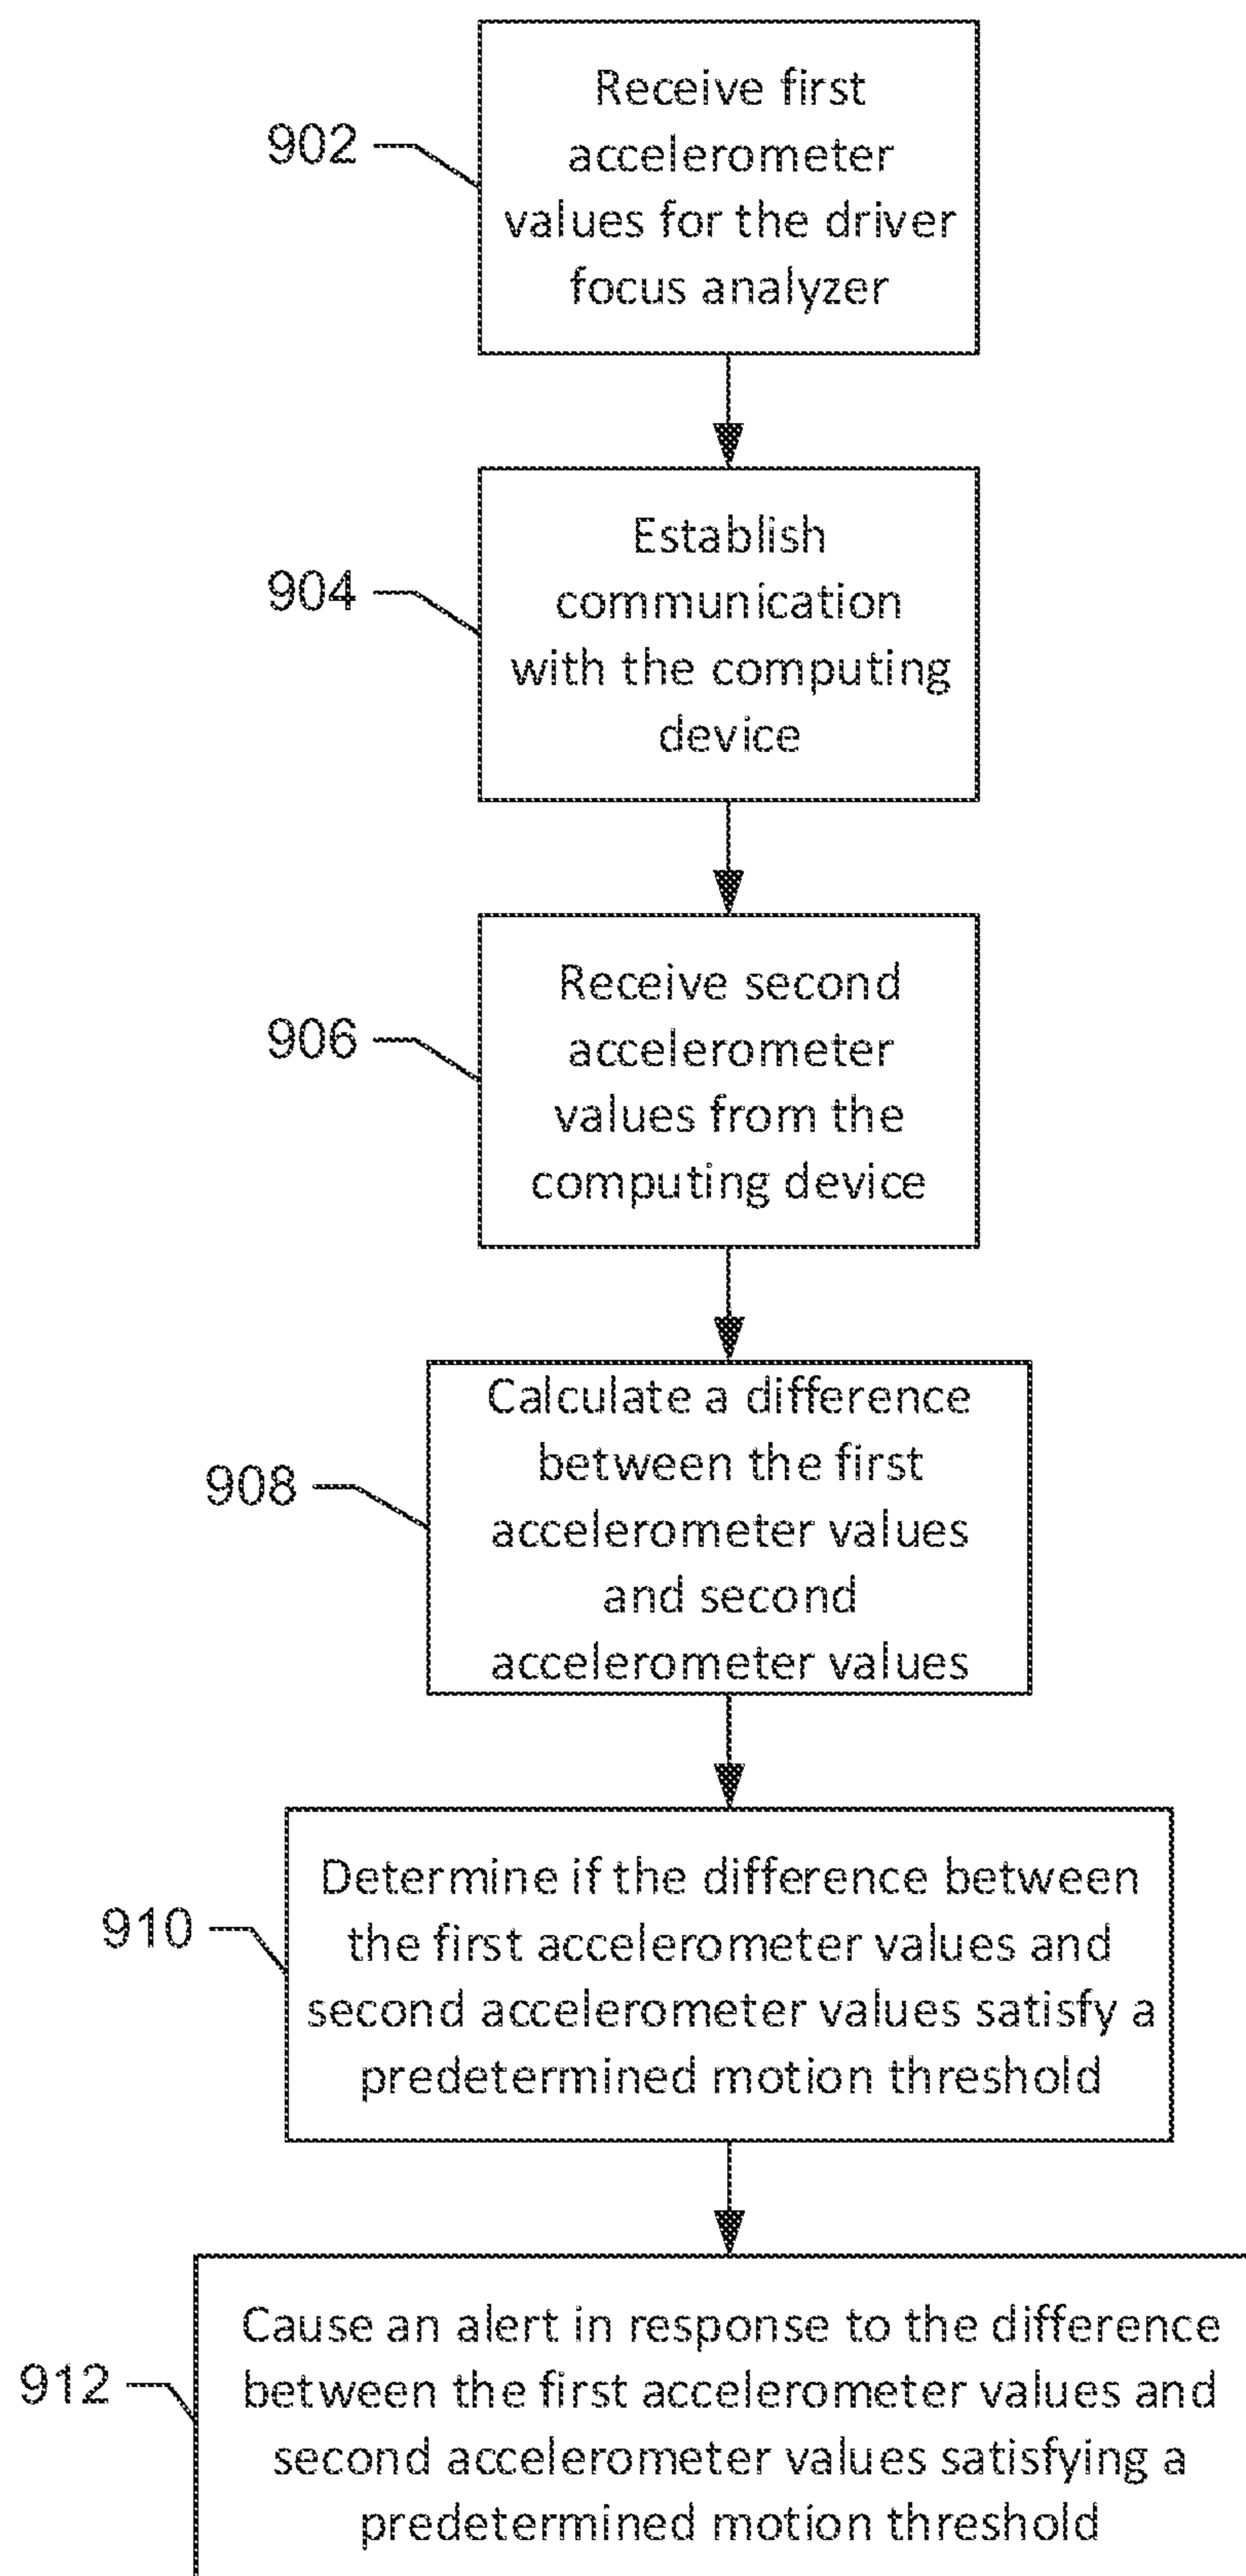 902
Receive first
accelerometer
values for the driver
focus analyzer
904
Establish
communication
with the computing
device
906
Receive second
accelerometer
values from the
computing device
908
Calculate a difference
between the first
accelerometer values
and second
accelerometer values
910
Determine if the difference between
the first accelerometer values and
second accelerometer values satisfy a
predetermined motion threshold
912
Cause an alert in response to the difference
between the first accelerometer values and
second accelerometer values satisfying a
predetermined motion threshold